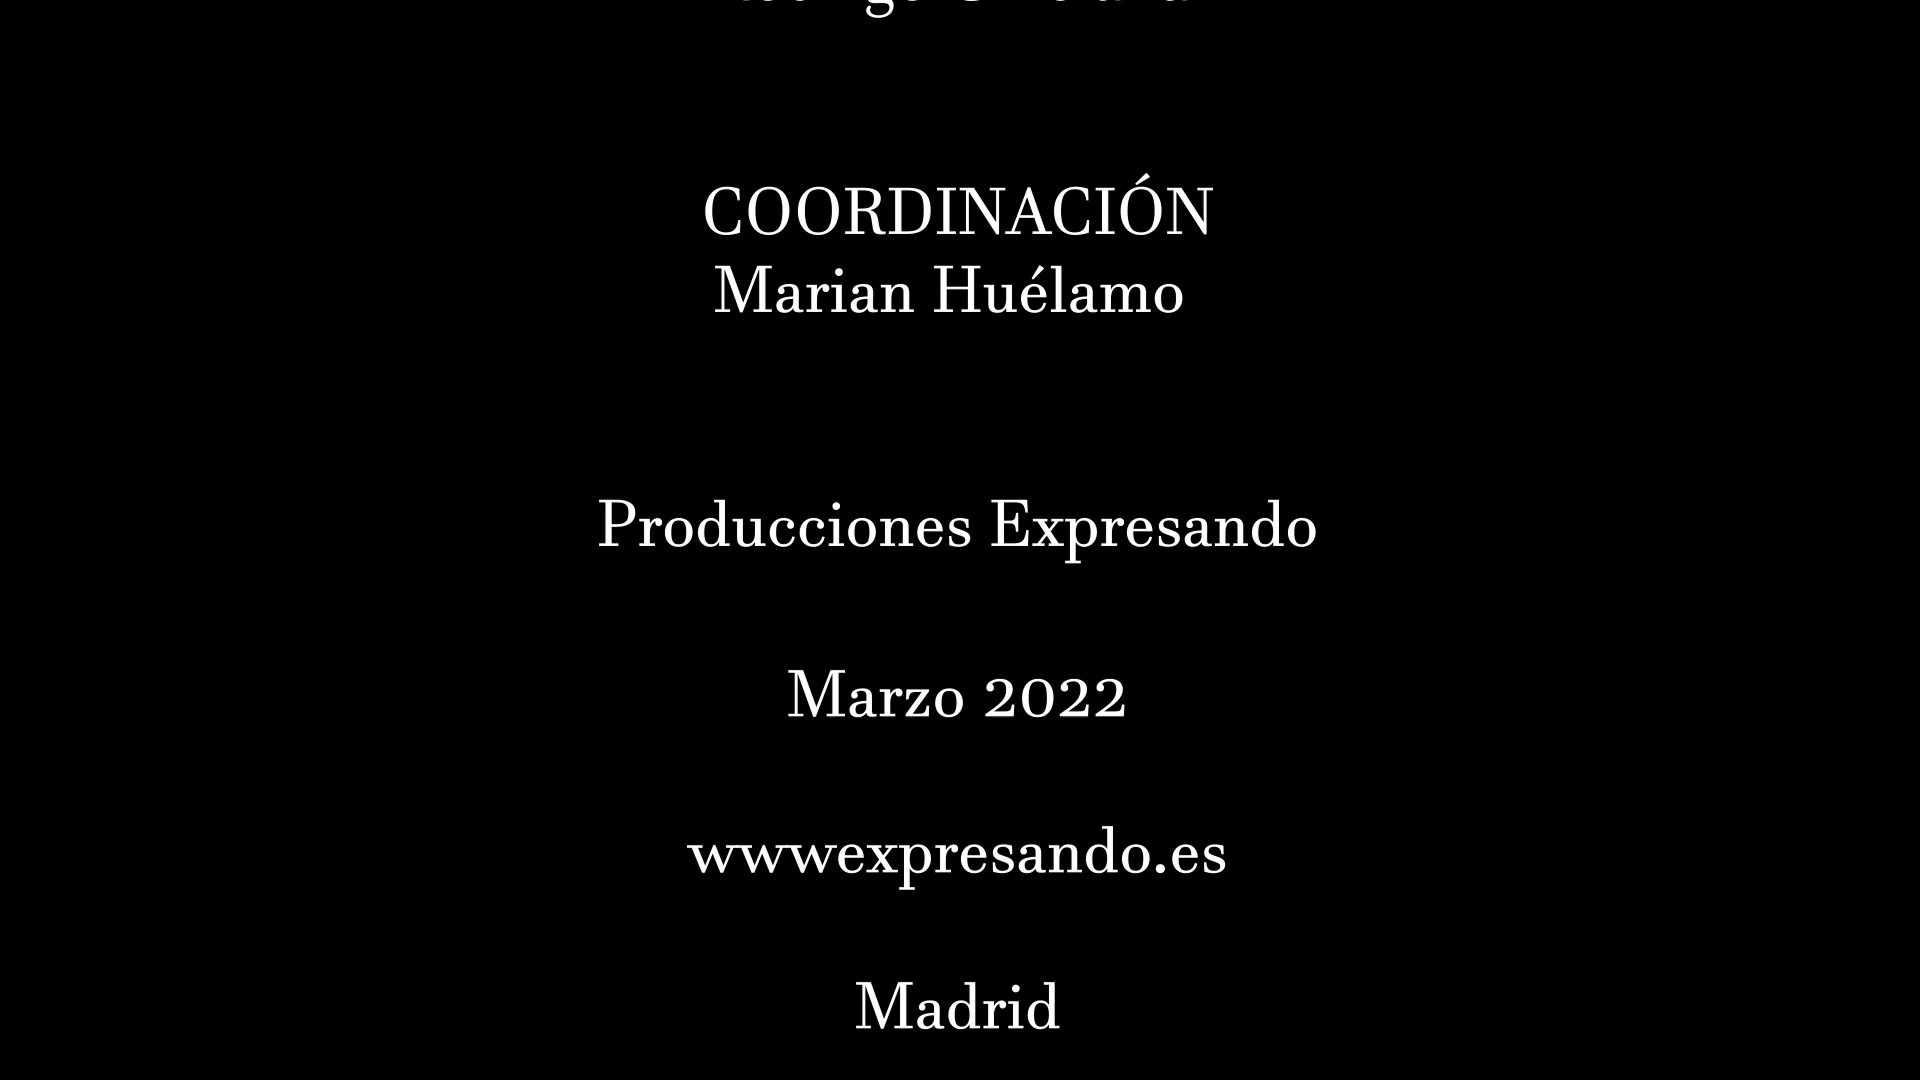 COORDINACIÓN
Marian Huélamo
Producciones Expresando
Marzo 2022
wwwexpresando.es
Madrid